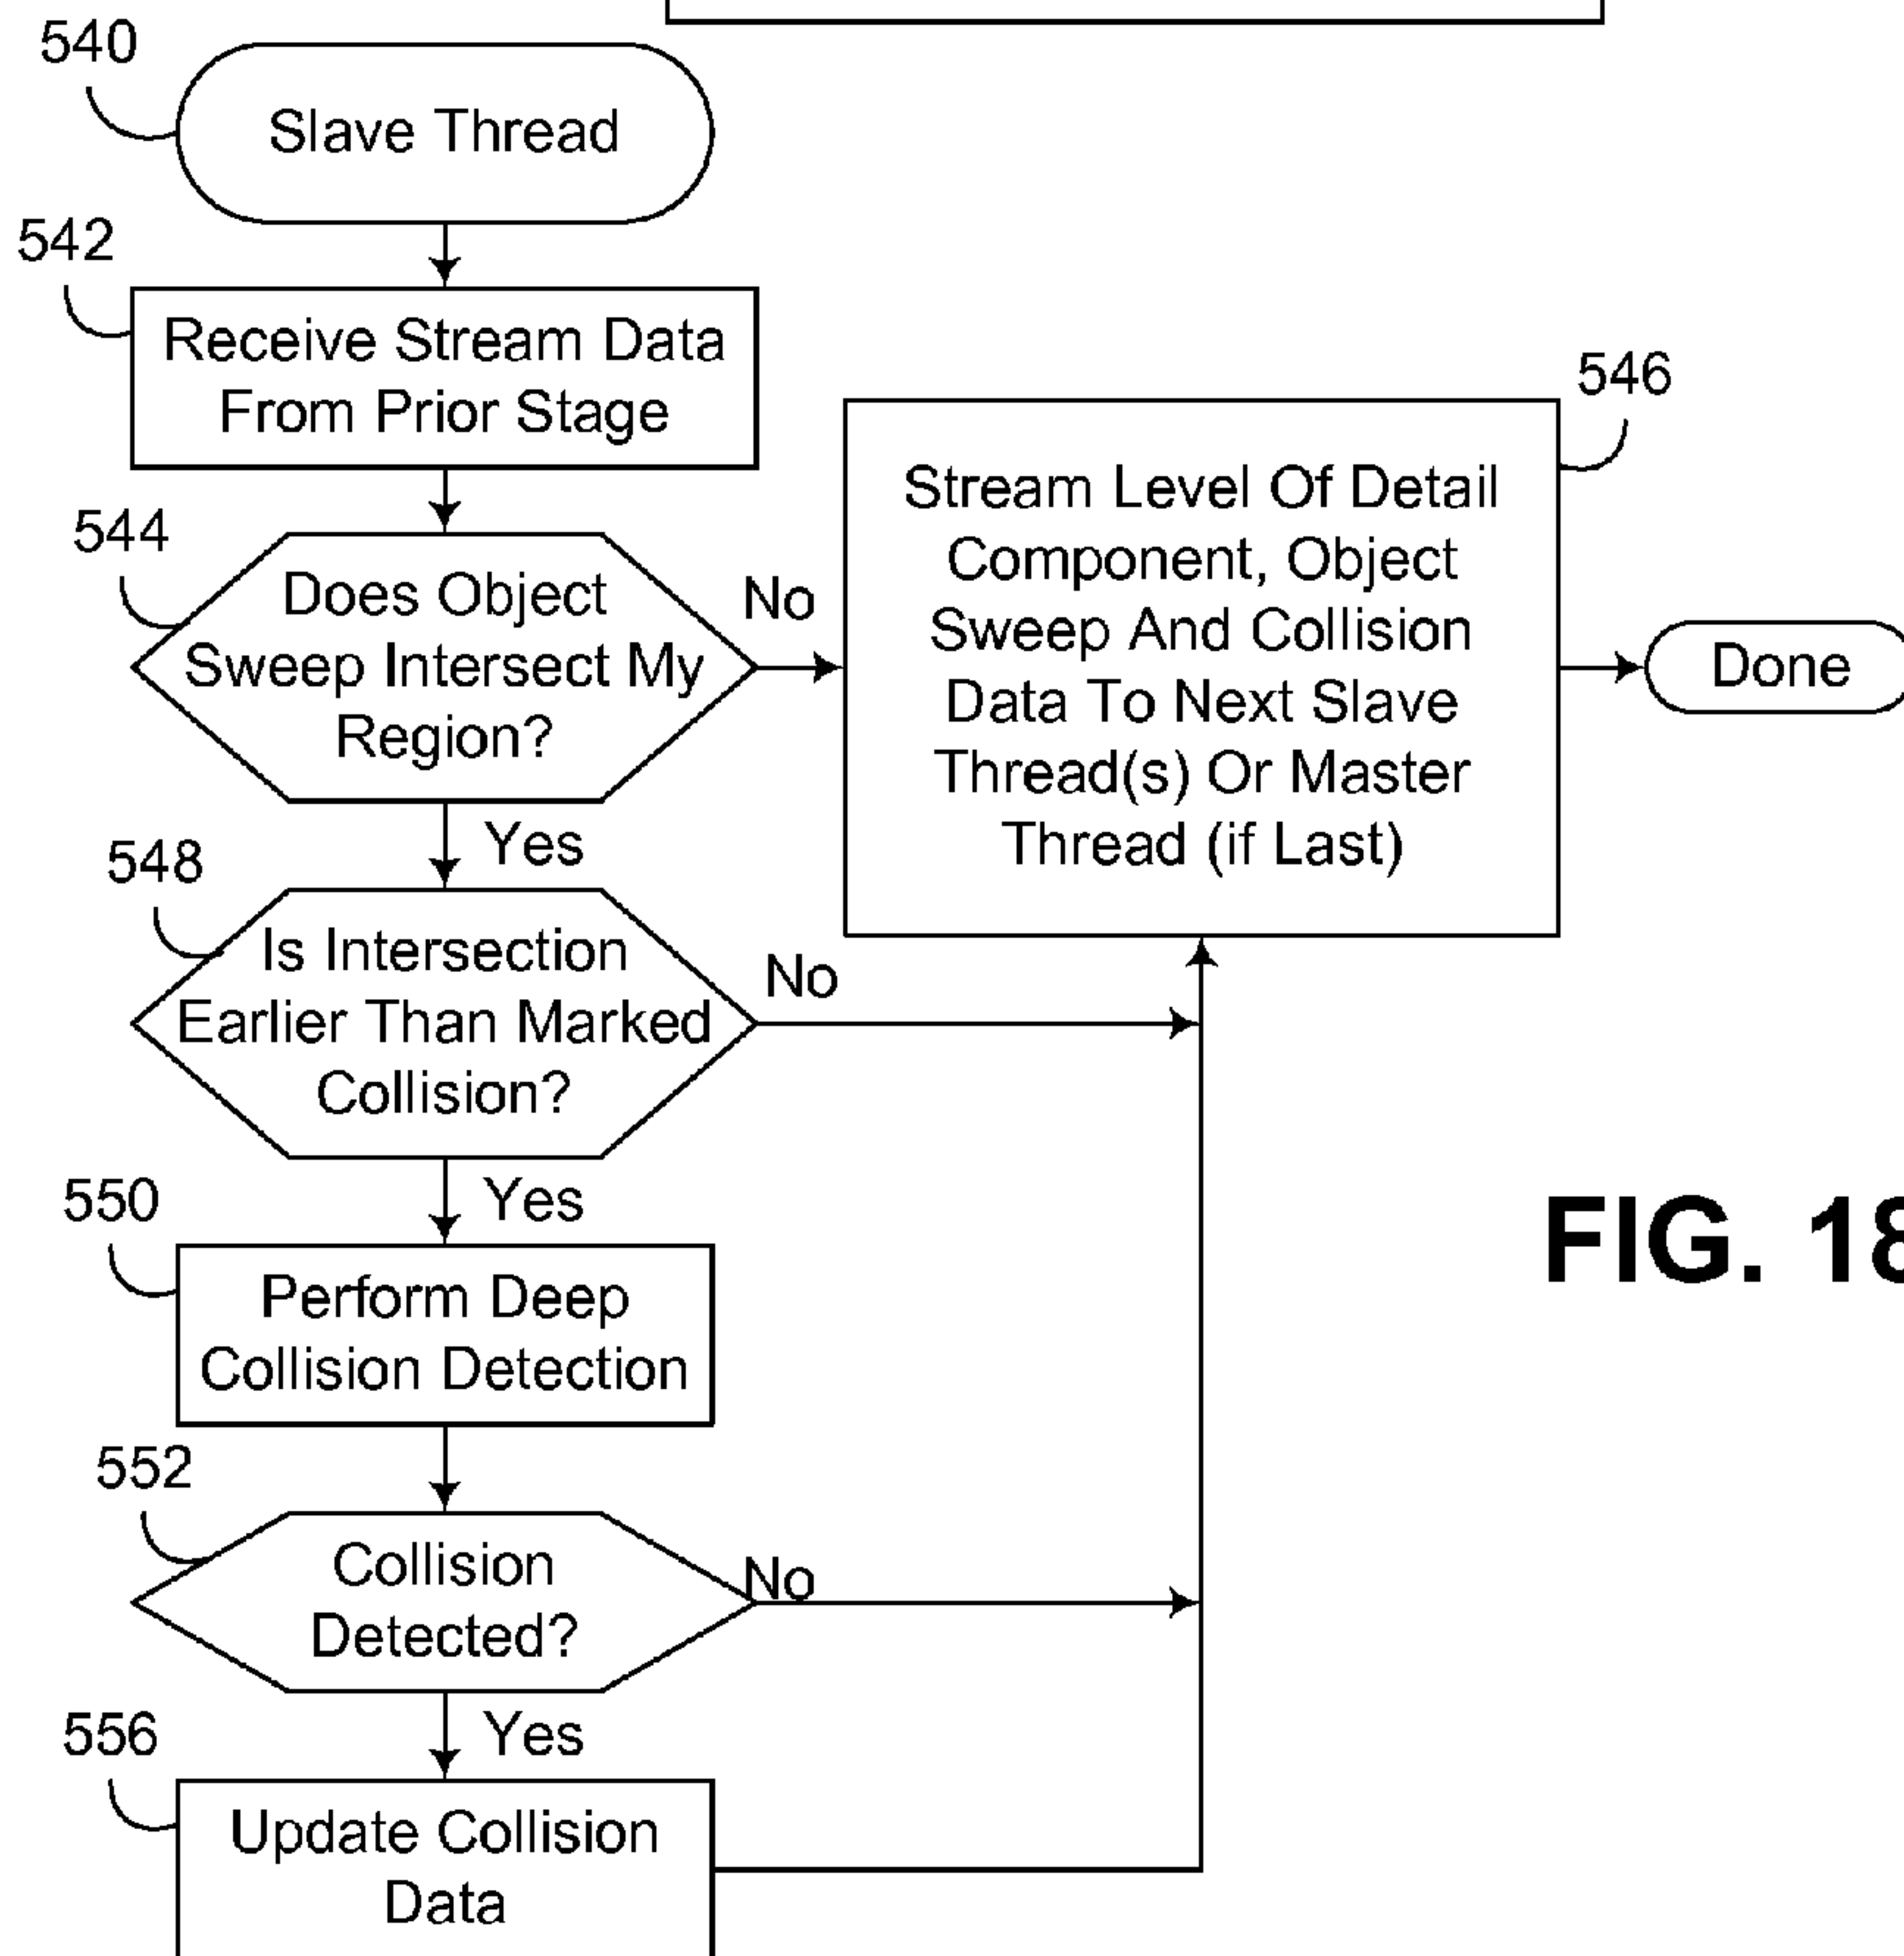 540
Slave Thread
542
Receive Stream Data
From Prior Stage
544
Does Object
Sweep Intersect My
Region?
No
546
Stream Level Of Detail
Component, Object
Sweep And Collision
Data To Next Slave
Thread(s) Or Master
Thread (if Last)
Done
Yes
548
Is Intersection
Earlier Than Marked
Collision?
No
Yes
550
Perform Deep
Collision Detection
552
Collision
Detected?
No
Yes
556
Update Collision
Data
FIG. 18